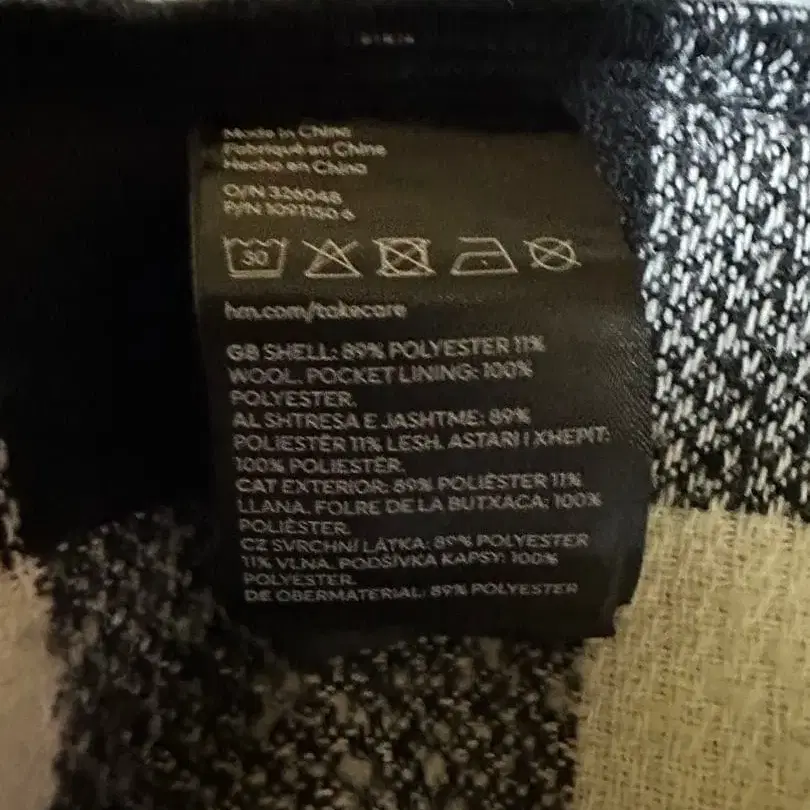 Made in China
Fabriqué en Chine
Hecho en China
O/N 326048
P/N 1091150 6
30
hm.com/takecare
GB SHELL: 89% POLYESTER 11%
WOOL. POCKET LINING: 100%
POLYESTER.
AL SHTRESA E JASHTME: 89%
POLIESTËR 11% LESH. ASTARI I XHEPIT:
100% POLIESTËR.
CAT EXTERIOR: 89% POLIÈSTER 11%
LLANA. FOLRE DE LA BUTXACA: 100%
POLIÈSTER.
CZ SVRCHNÍ LÁTKA: 89% POLYESTER
11% VLNA. PODŠÍVKA KAPSY: 100%
POLYESTER.
DE OBERMATERIAL: 89% POLYESTER